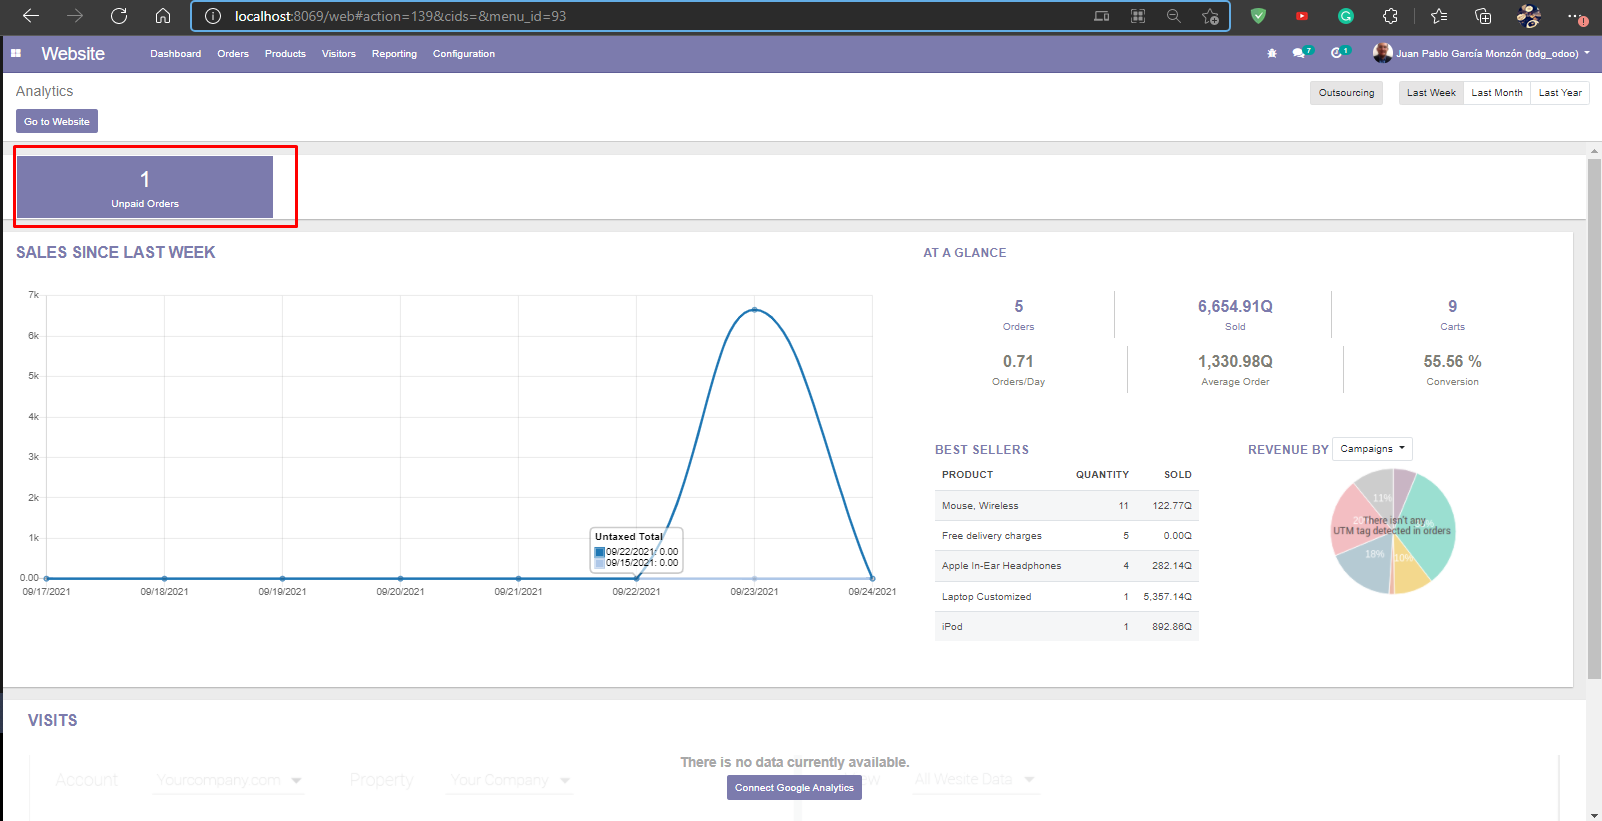 localhost:8069/web#action=139&cids=&menu_id=93
Website Dashboard Orders Products Visitors Reporting Configuration 7 1 Juan Pablo García Monzón (bdg_odoo)
Analytics
Outsourcing Last Week Last Month Last Year
Go to Website
1
Unpaid Orders
SALES SINCE LAST WEEK
7k
6k
5k
4k
3k
2k
1k
0.00
09/17/2021 09/18/2021 09/19/2021 09/20/2021 09/21/2021 09/22/2021 09/23/2021 09/24/2021
Untaxed Total
09/22/2021: 0.00
09/15/2021: 0.00
AT A GLANCE
5 6,654.91Q 9
Orders Sold Carts
0.71 1,330.98Q 55.56 %
Orders/Day Average Order Conversion
BEST SELLERS
PRODUCT QUANTITY SOLD
Mouse, Wireless 11 122.77Q
Free delivery charges 5 0.00Q
Apple In-Ear Headphones 4 282.14Q
Laptop Customized 1 5,357.14Q
iPod 1 892.86Q
REVENUE BY Campaigns
11%
There isn't any
UTM tag detected in orders
18% 10%
VISITS
There is no data currently available.
Account Yourcompany.com Property Your Company All Wesite Data
Connect Google Analytics